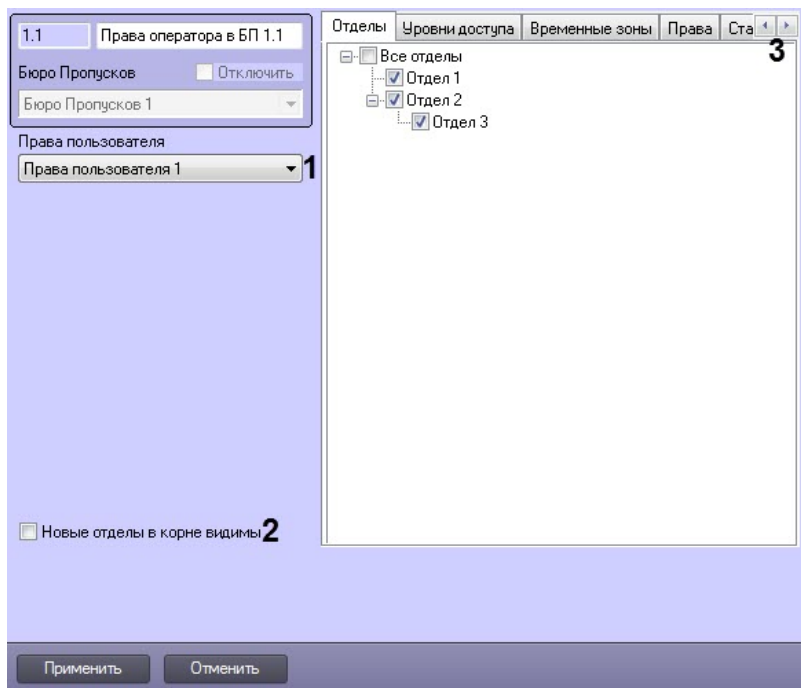 1.1 Права оператора в БП 1.1
Бюро Пропусков Отключить
Бюро Пропусков 1
Права пользователя
Права пользователя 1 1
Новые отделы в корне видимы 2
Отделы Уровни доступа Временные зоны Права Ста
3
Все отделы
Отдел 1
Отдел 2
Отдел 3
Применить Отменить